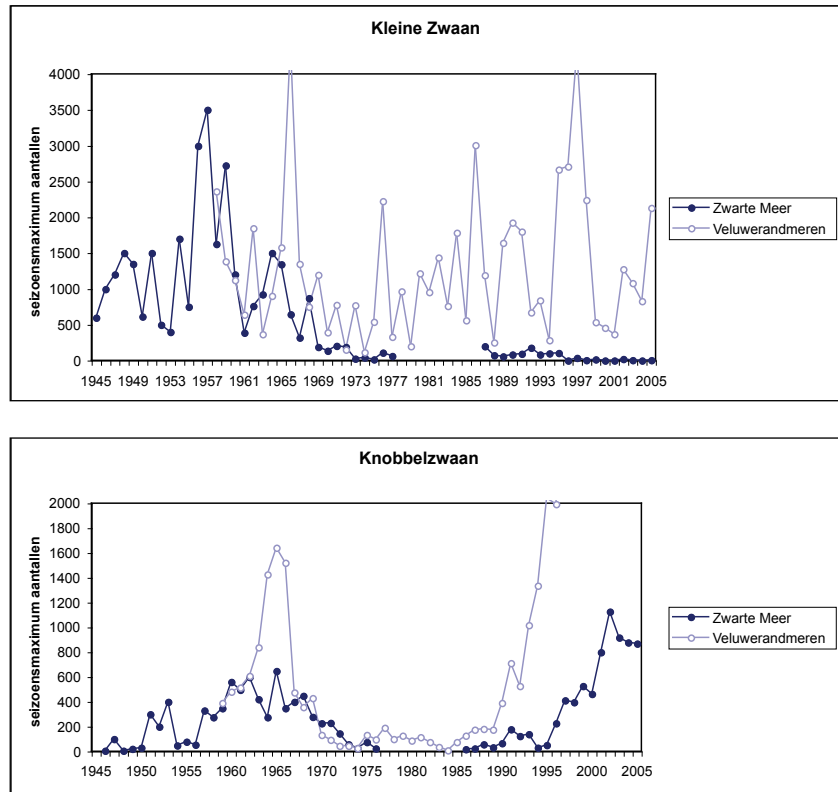 Kleine Zwaan
seizoensmaximum aantallen
4000
3500
3000
2500
2000
1500
1000
500
0
1945 1949 1953 1957 1961 1965 1969 1973 1977 1981 1985 1989 1993 1997 2001 2005
Zwarte Meer
Veluwerandmeren
Knobbelzwaan
seizoensmaximum aantallen
2000
1800
1600
1400
1200
1000
800
600
400
200
0
1945 1950 1955 1960 1965 1970 1975 1980 1985 1990 1995 2000 2005
Zwarte Meer
Veluwerandmeren